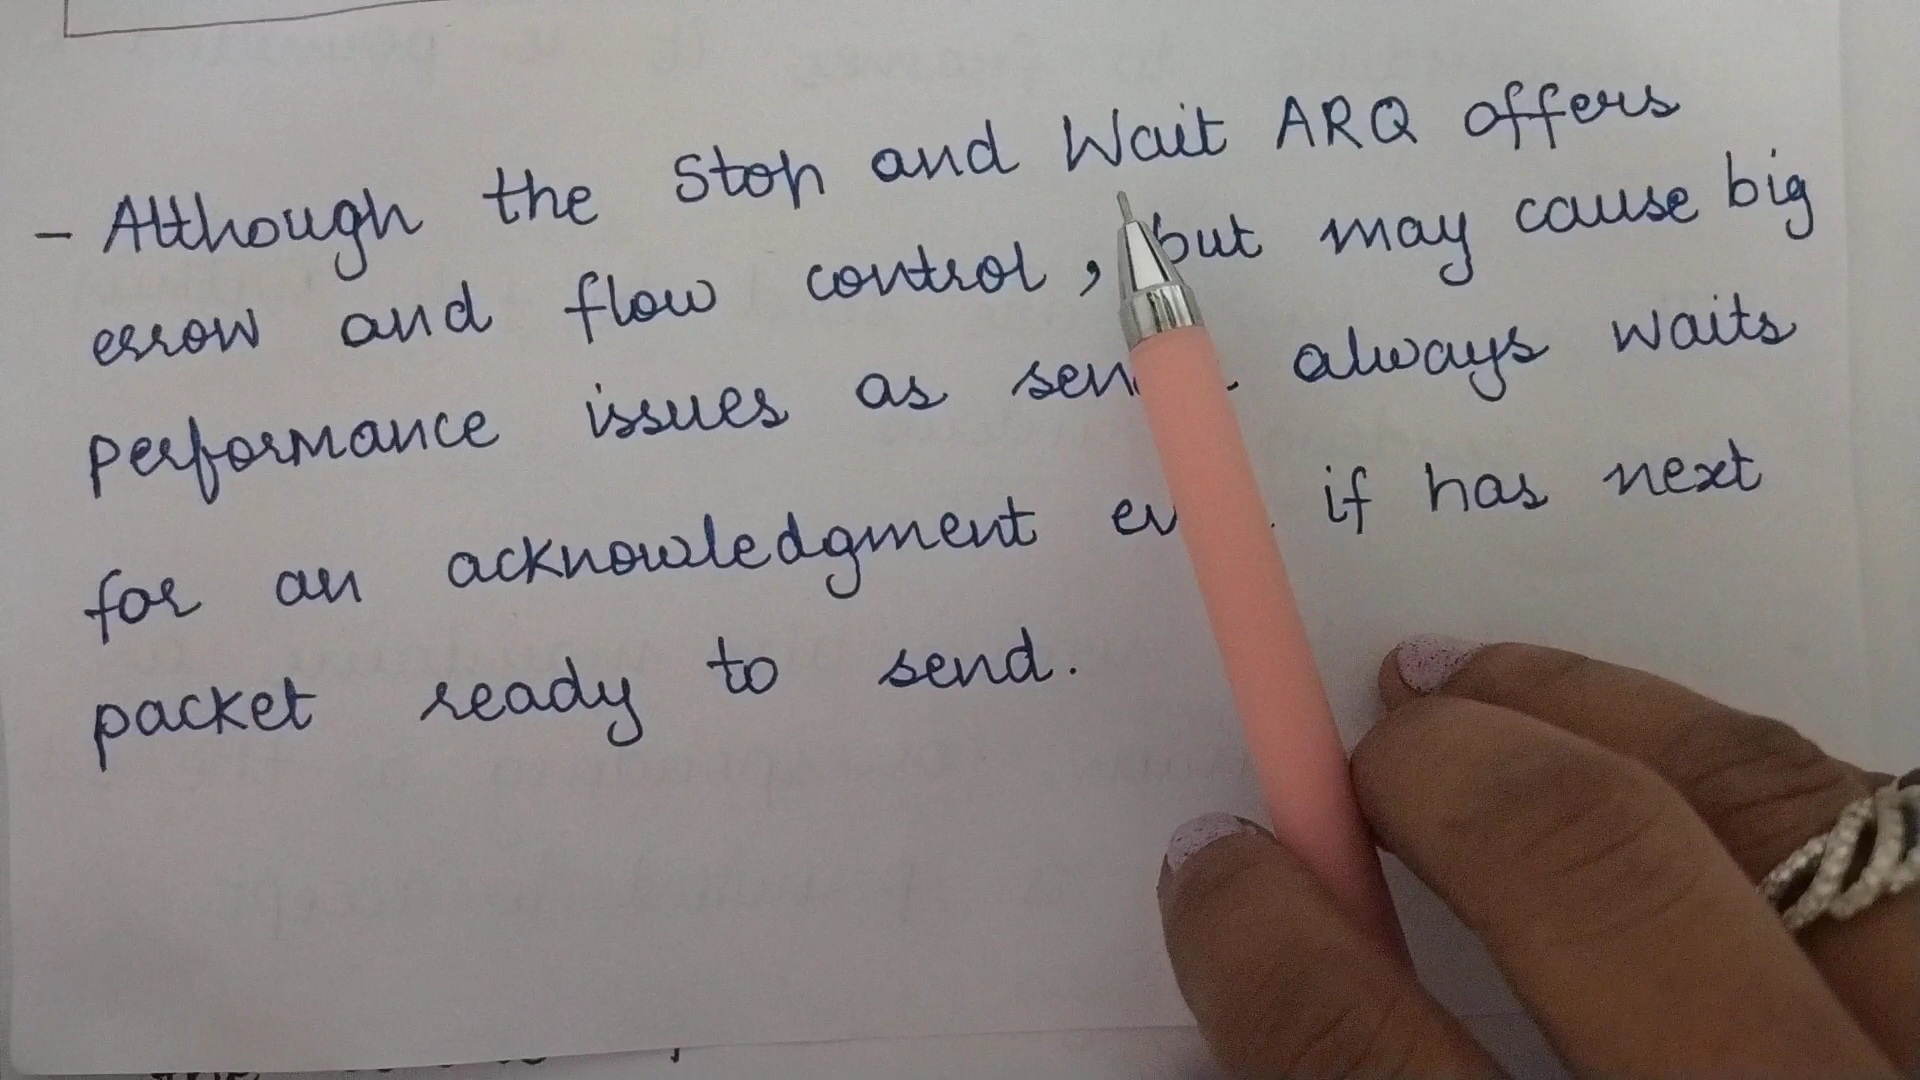 - Although the Stop and Wait ARQ offers
error and flow control, but may cause big
performance issues as always waits
for an acknowledgment if has next
packet ready to send.